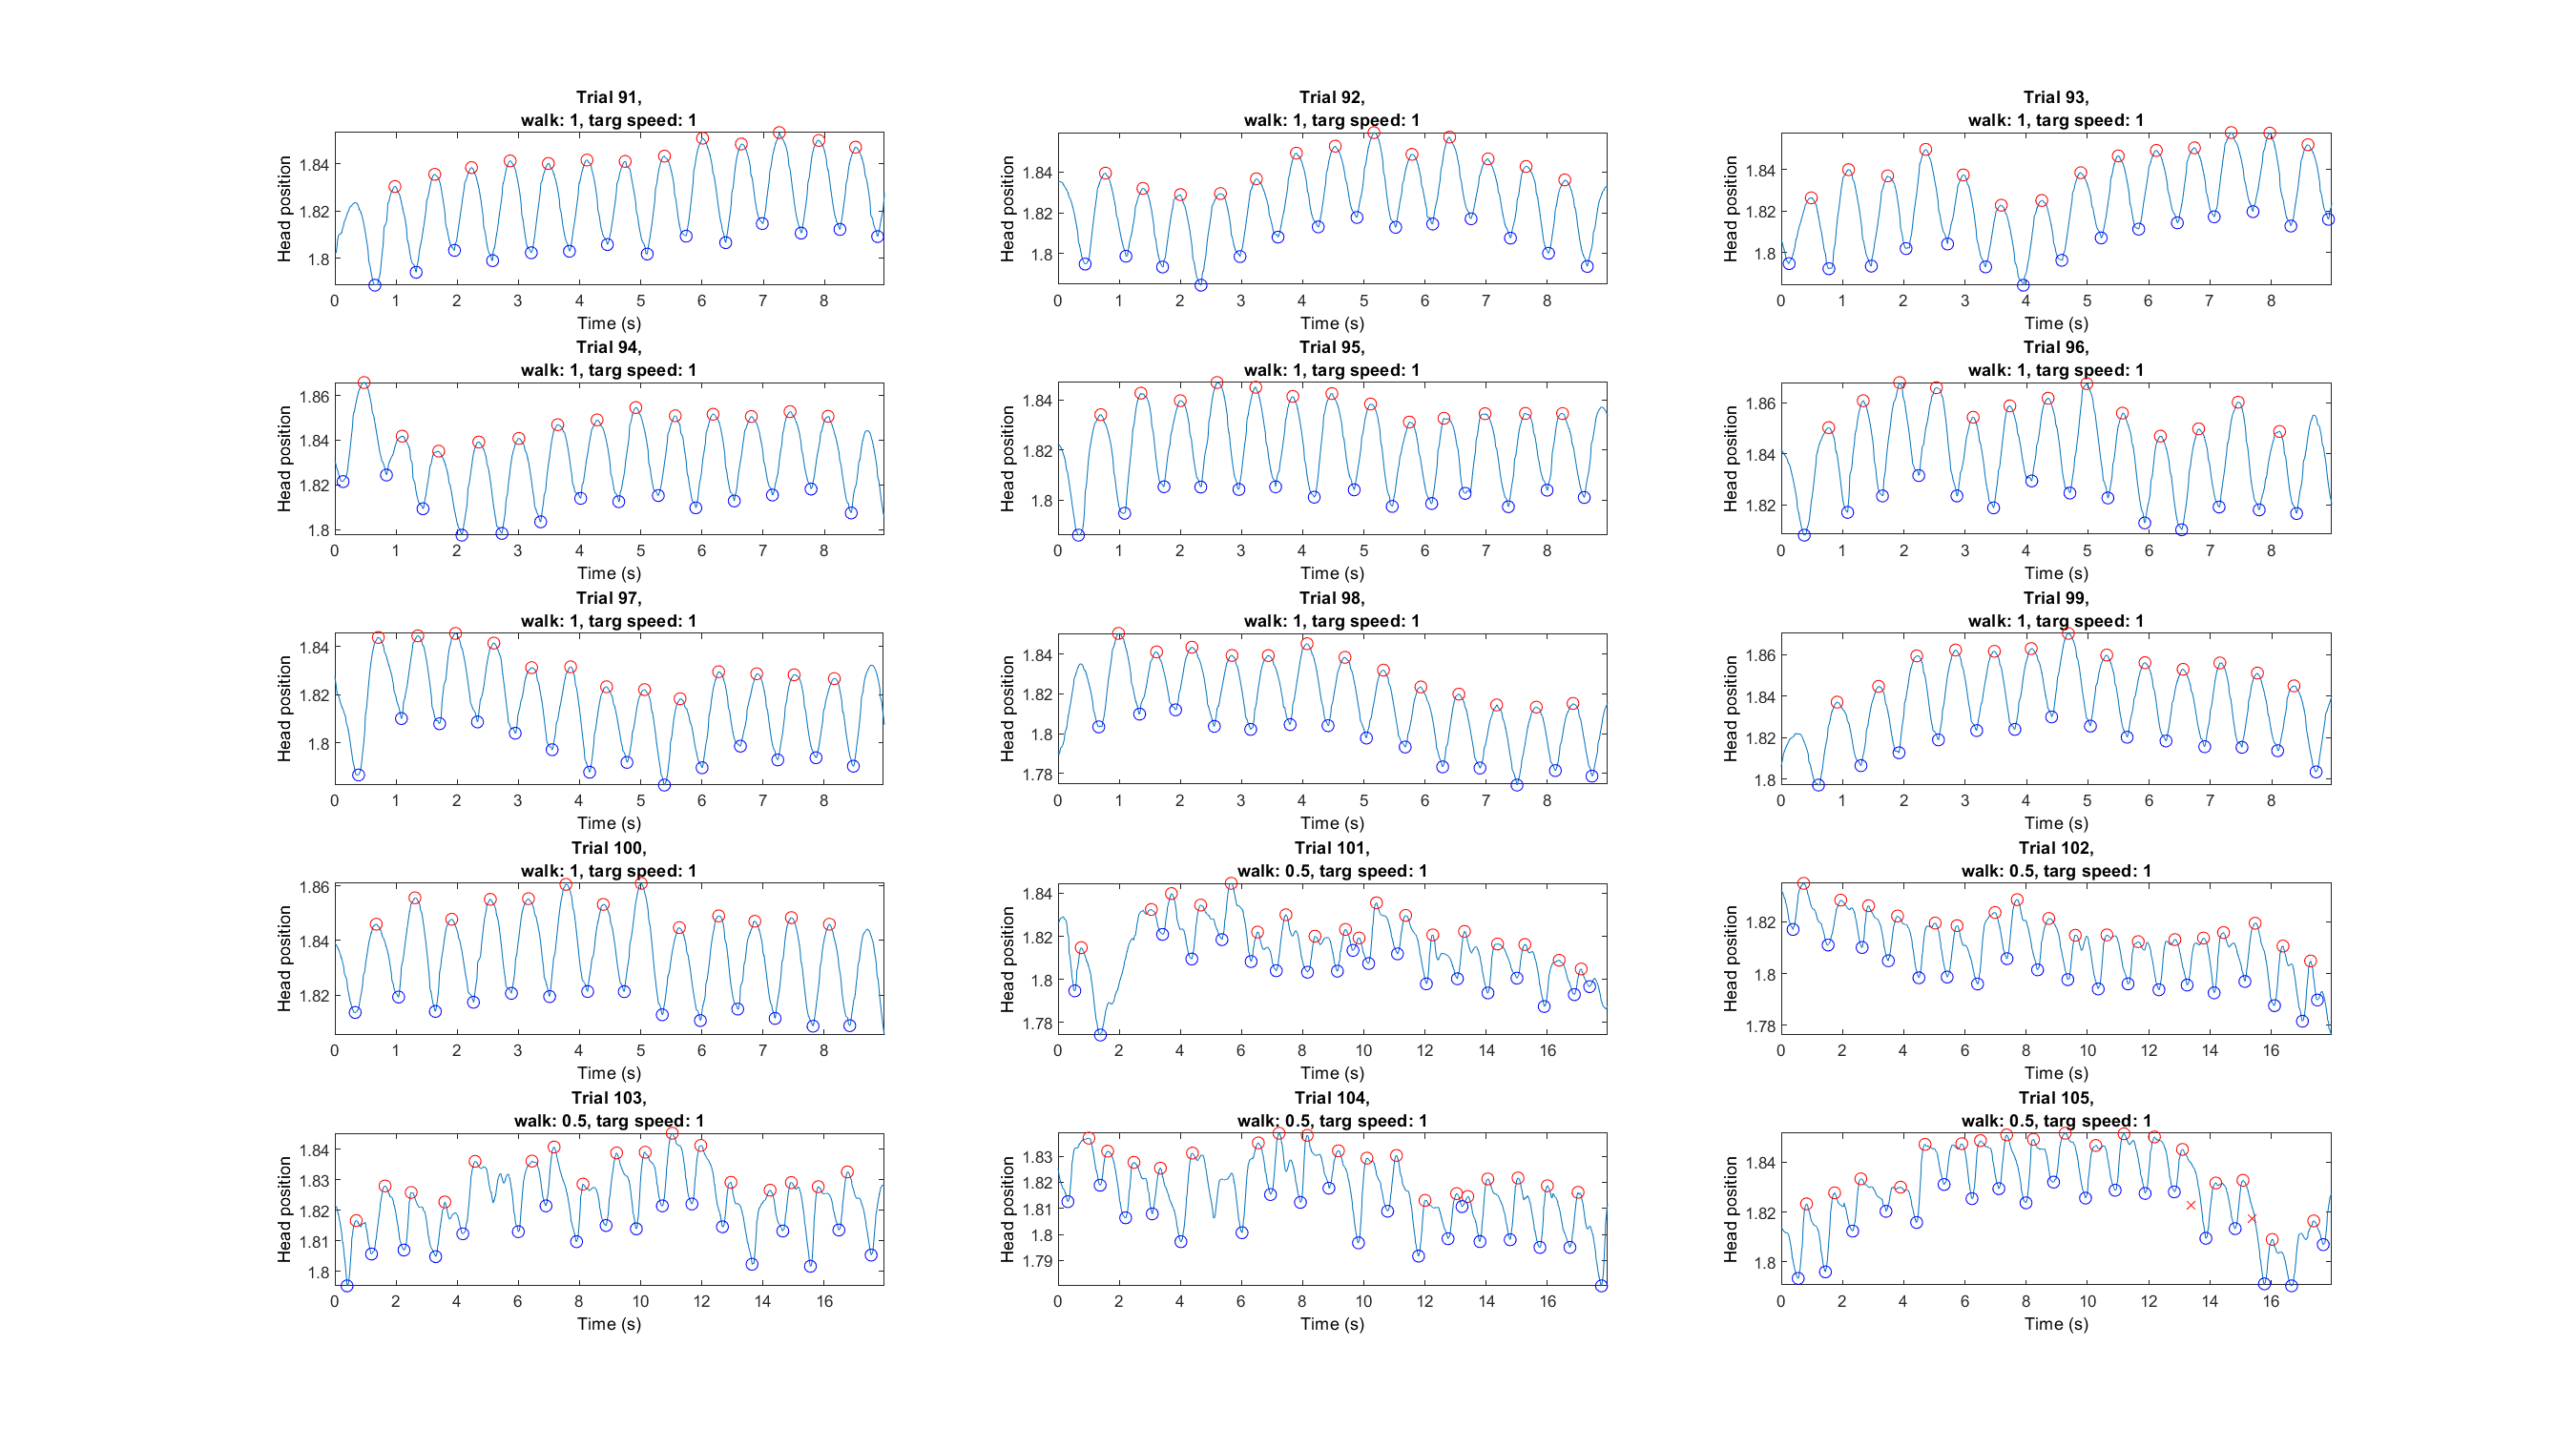 Trial 91,
walk: 1, targ speed: 1
Head position
1.84
1.82
1.8
0 1 2 3 4 5 6 7 8
Time (s)
Trial 92,
walk: 1, targ speed: 1
Head position
1.84
1.82
1.8
0 1 2 3 4 5 6 7 8
Time (s)
Trial 93,
walk: 1, targ speed: 1
Head position
1.84
1.82
1.8
0 1 2 3 4 5 6 7 8
Time (s)
Trial 94,
walk: 1, targ speed: 1
Head position
1.86
1.84
1.82
1.8
0 1 2 3 4 5 6 7 8
Time (s)
Trial 95,
walk: 1, targ speed: 1
Head position
1.84
1.82
1.8
0 1 2 3 4 5 6 7 8
Time (s)
Trial 96,
walk: 1, targ speed: 1
Head position
1.86
1.84
1.82
0 1 2 3 4 5 6 7 8
Time (s)
Trial 97,
walk: 1, targ speed: 1
Head position
1.84
1.82
1.8
0 1 2 3 4 5 6 7 8
Time (s)
Trial 98,
walk: 1, targ speed: 1
Head position
1.84
1.82
1.8
1.78
0 1 2 3 4 5 6 7 8
Time (s)
Trial 99,
walk: 1, targ speed: 1
Head position
1.86
1.84
1.82
1.8
0 1 2 3 4 5 6 7 8
Time (s)
Trial 100,
walk: 1, targ speed: 1
Head position
1.86
1.84
1.82
0 1 2 3 4 5 6 7 8
Time (s)
Trial 101,
walk: 0.5, targ speed: 1
Head position
1.84
1.82
1.8
1.78
0 2 4 6 8 10 12 14 16
Time (s)
Trial 102,
walk: 0.5, targ speed: 1
Head position
1.82
1.8
1.78
0 2 4 6 8 10 12 14 16
Time (s)
Trial 103,
walk: 0.5, targ speed: 1
Head position
1.84
1.83
1.82
1.81
1.8
0 2 4 6 8 10 12 14 16
Time (s)
Trial 104,
walk: 0.5, targ speed: 1
Head position
1.83
1.82
1.81
1.8
1.79
0 2 4 6 8 10 12 14 16
Time (s)
Trial 105,
walk: 0.5, targ speed: 1
Head position
1.84
1.82
1.8
0 2 4 6 8 10 12 14 16
Time (s)